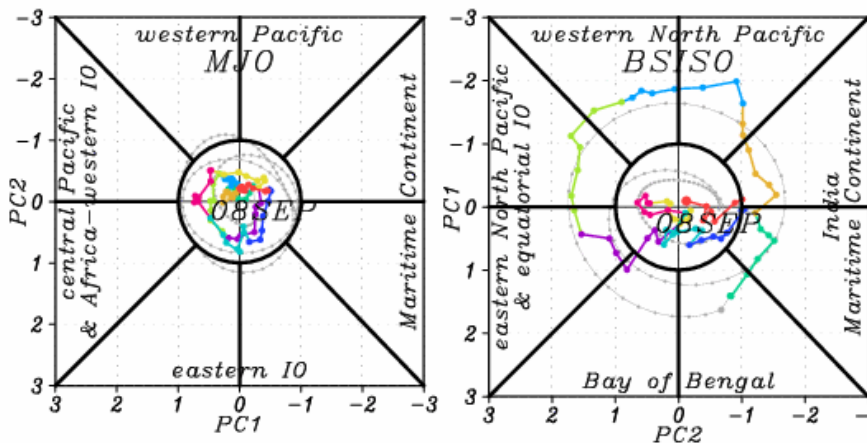 western Pacific
MJO
central Pacific
& Africa-western IO
Maritime Continent
08SEP
eastern IO
-3
-2
-1
0
1
2
3
PC2
3
2
1
0
-1
-2
-3
PC1
western North Pacific
BSISO
eastern North Pacific
& equatorial IO
India
Maritime Continent
08SEP
Bay of Bengal
-3
-2
-1
0
1
2
3
PC1
3
2
1
0
-1
-2
-3
PC2